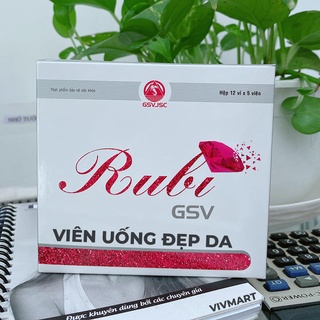 GSVJSC
Thực phẩm bảo vệ sức khỏe
Hộp 12 vỉ x 5 viên
Rubi
GSV
VIÊN UỐNG ĐẸP DA
Được khuyên dùng bởi các chuyên gia
VIVMART